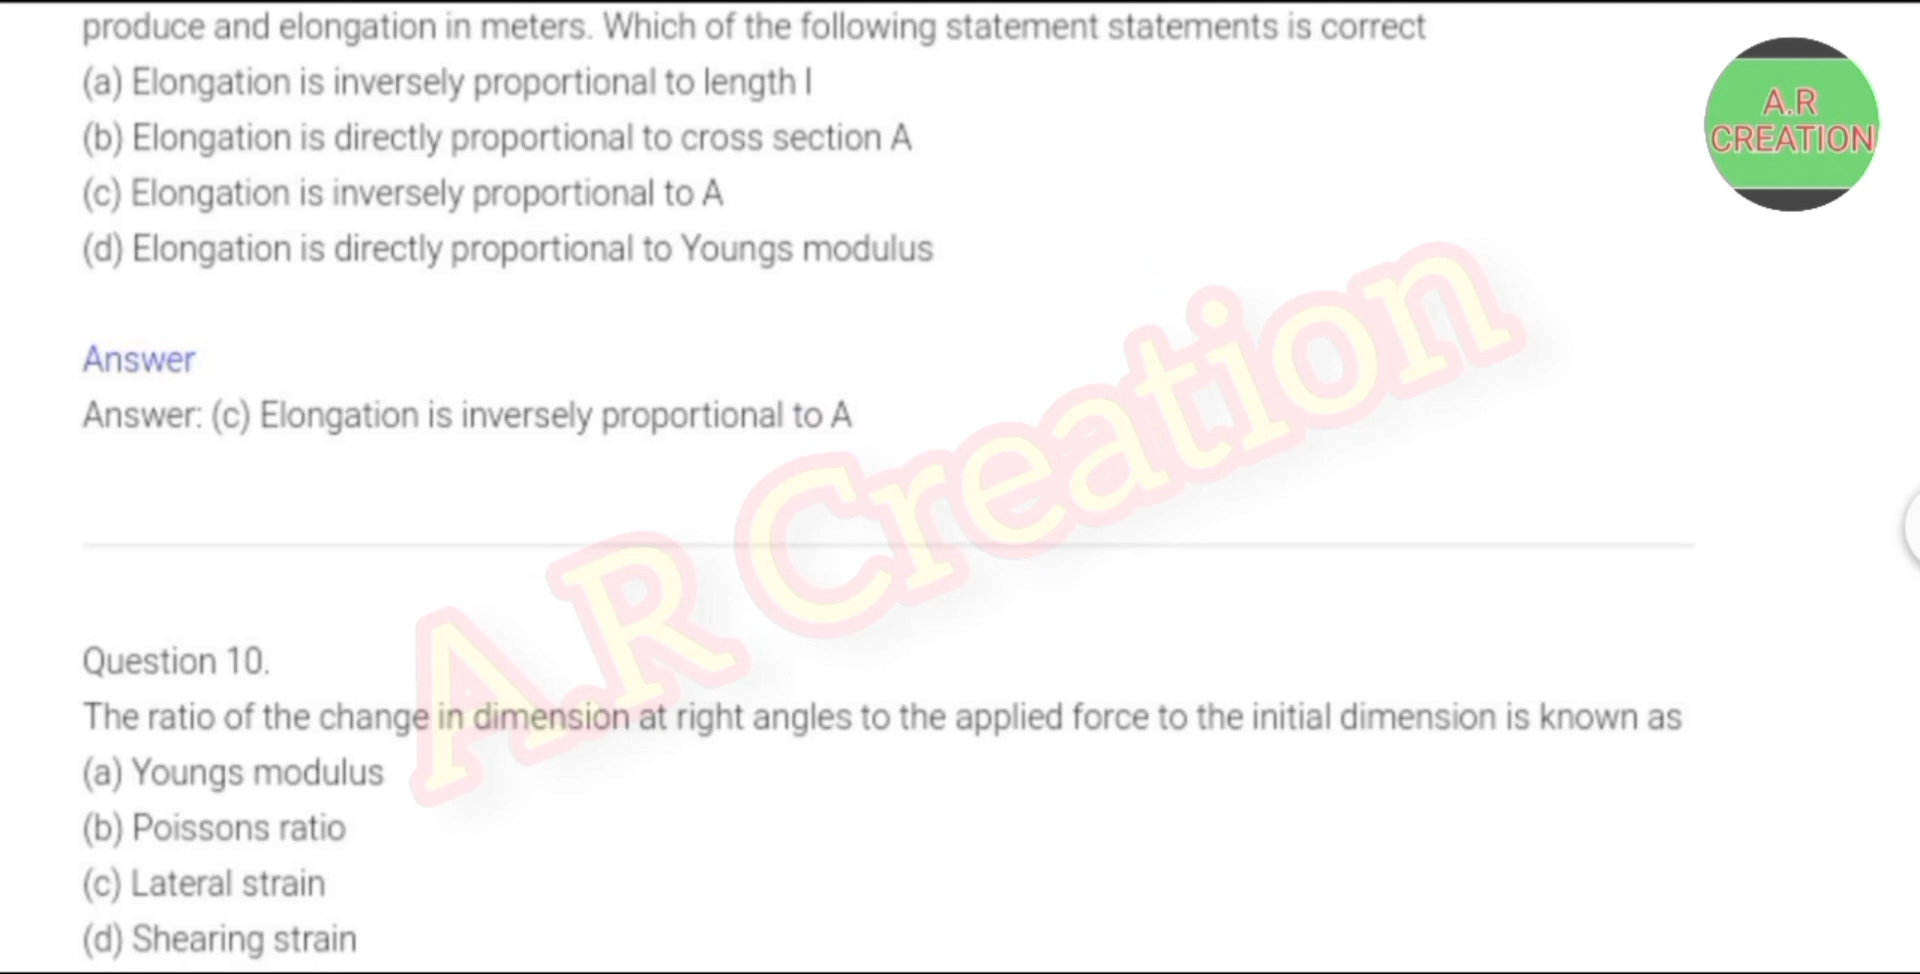 produce and elongation in meters. Which of the following statement statements is correct
(a) Elongation is inversely proportional to length l
(b) Elongation is directly proportional to cross section A
(c) Elongation is inversely proportional to A
(d) Elongation is directly proportional to Youngs modulus
Answer
Answer: (c) Elongation is inversely proportional to A
Question 10.
The ratio of the change in dimension at right angles to the applied force to the initial dimension is known as
(a) Youngs modulus
(b) Poissons ratio
(c) Lateral strain
(d) Shearing strain
A.R
CREATION
A.R Creation